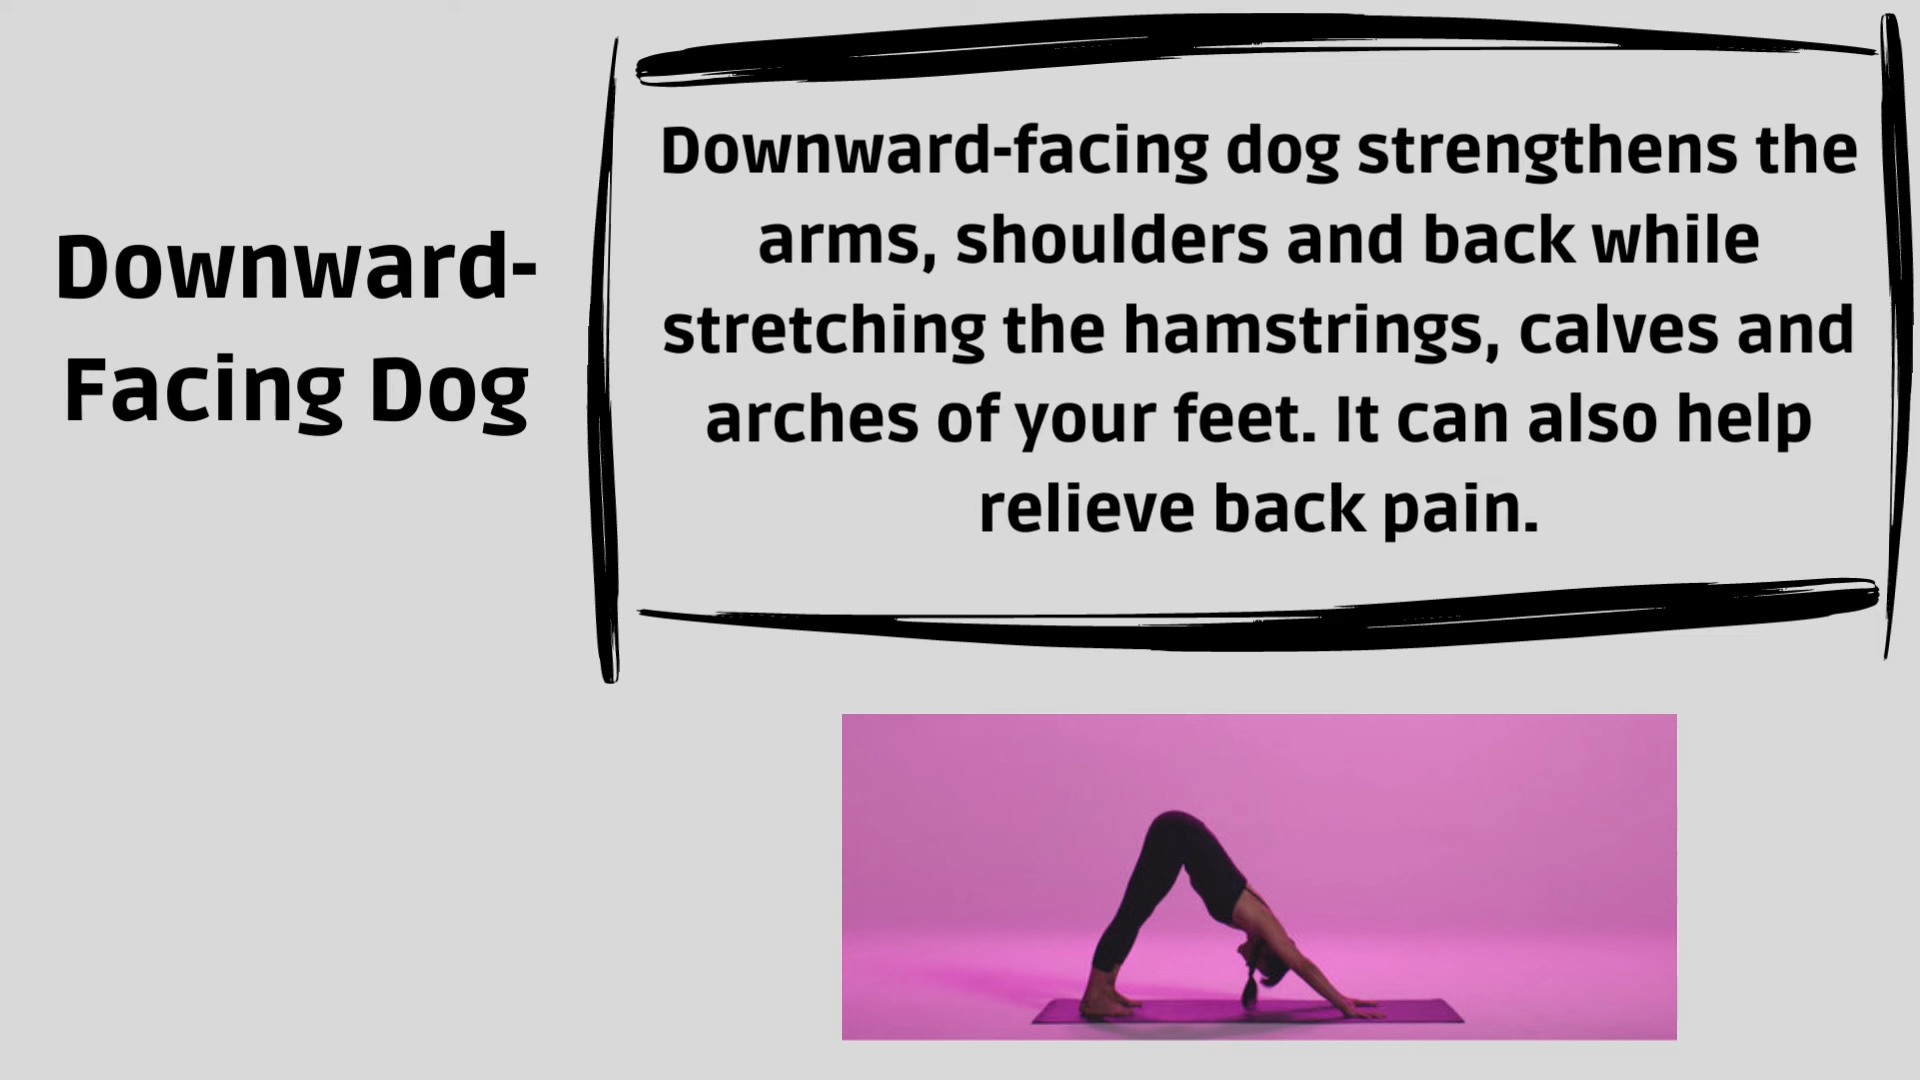 Downward-
Facing Dog
Downward-facing dog strengthens the
arms, shoulders and back while
stretching the hamstrings, calves and
arches of your feet. It can also help
relieve back pain.